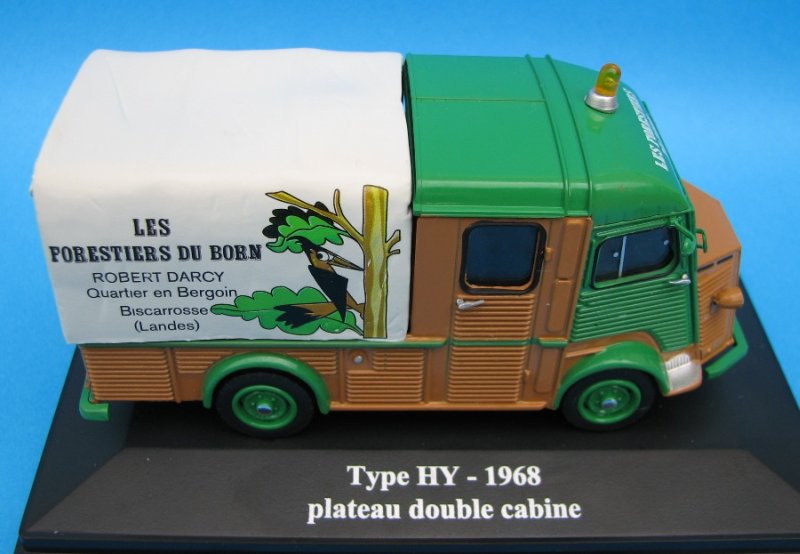 LES FORESTIERS
LES
FORESTIERS DU BORN
ROBERT DARCY
Quartier en Bergoin
Biscarrosse
(Landes)
Type HY - 1968
plateau double cabine